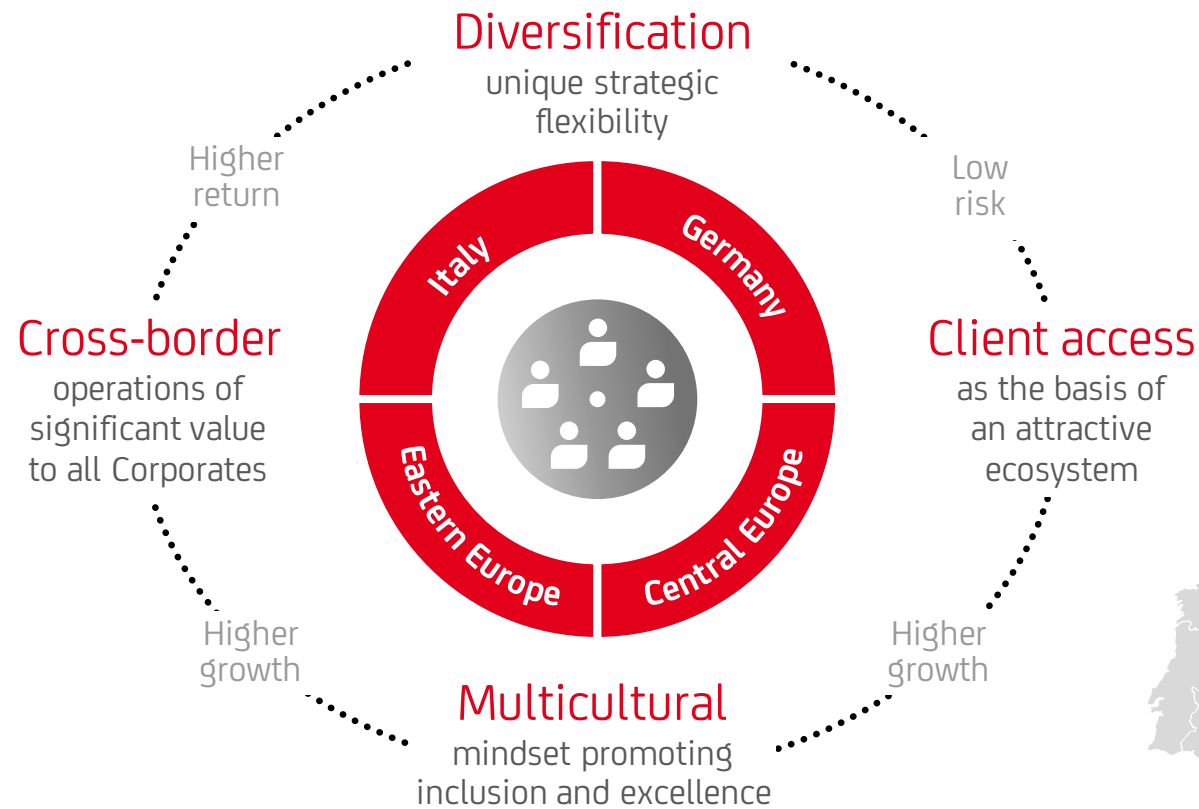 Diversification
unique strategic
flexibility
Higher
return
Low
risk
Italy
Germany
Cross-border
operations of
significant value
to all Corporates
Client access
as the basis of
an attractive
ecosystem
Eastern Europe
Central Europe
Higher
growth
Higher
growth
Multicultural
mindset promoting
inclusion and excellence